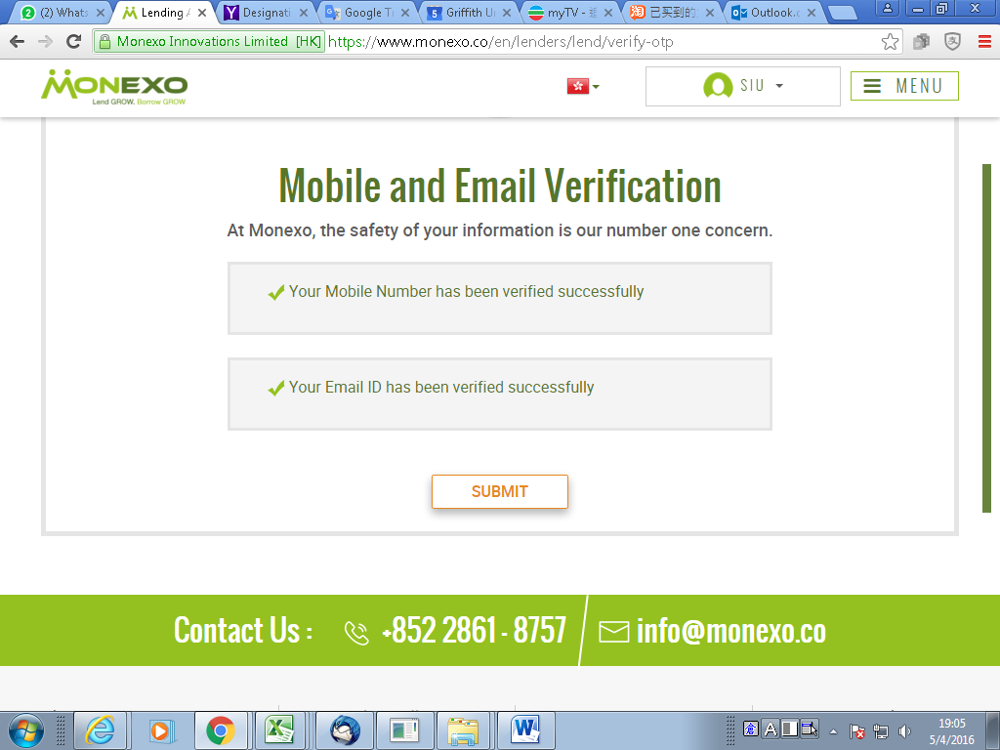 (2) Whats
Lending A
Designati
Google Tr
Griffith Un
myTV -
已买到的
Outlook.c
Monexo Innovations Limited [HK] https://www.monexo.co/en/lenders/lend/verify-otp
MONEXO
Lend GROW. Borrow GROW
SIU
MENU
Mobile and Email Verification
At Monexo, the safety of your information is our number one concern.
Your Mobile Number has been verified successfully
Your Email ID has been verified successfully
SUBMIT
Contact Us : +852 2861 - 8757 info@monexo.co
19:05
5/4/2016